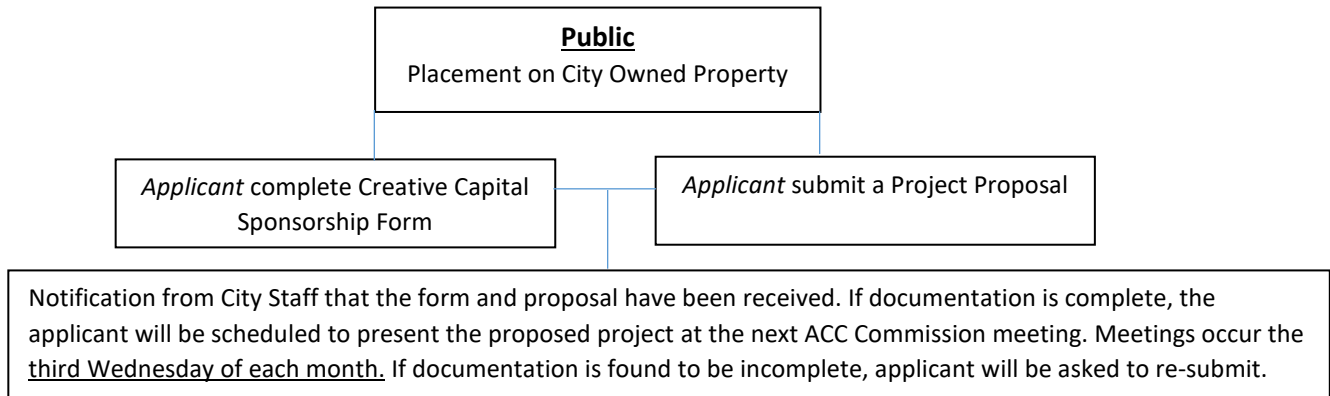 Public
Placement on City Owned Property
Applicant complete Creative Capital
Sponsorship Form
Applicant submit a Project Proposal
Notification from City Staff that the form and proposal have been received. If documentation is complete, the
applicant will be scheduled to present the proposed project at the next ACC Commission meeting. Meetings occur the
third Wednesday of each month. If documentation is found to be incomplete, applicant will be asked to re-submit.